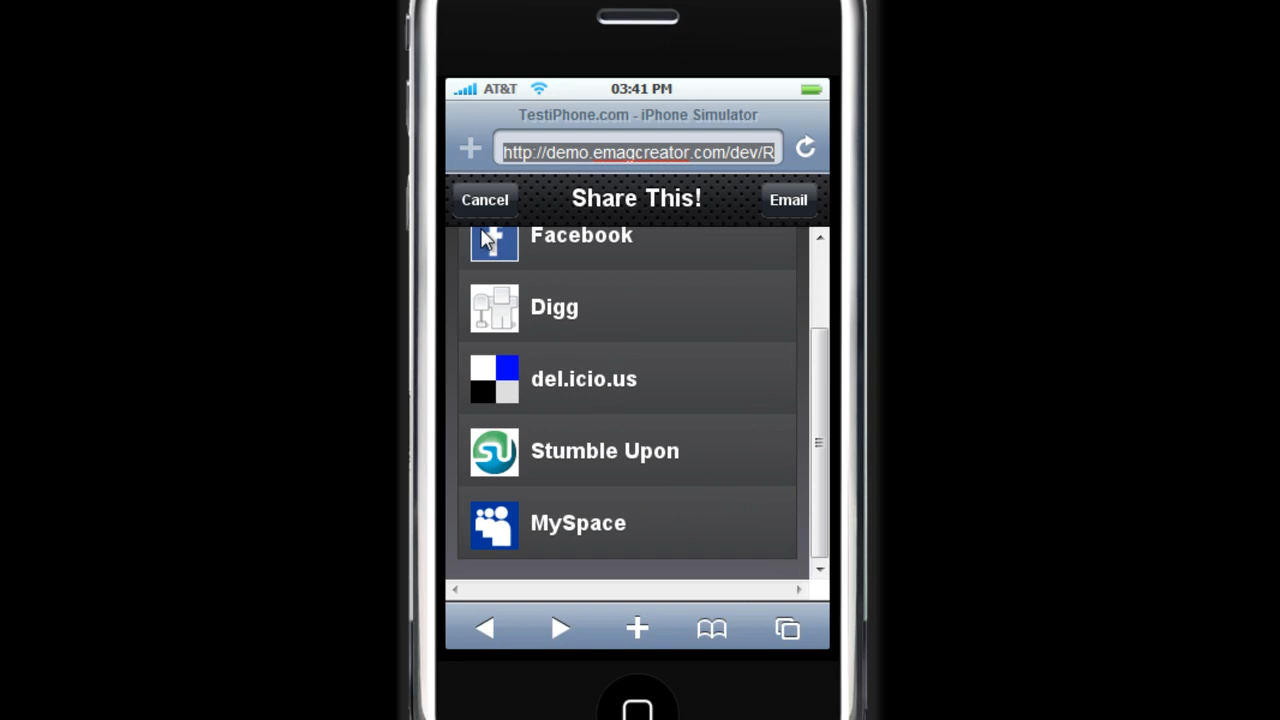 AT&T 03:41 PM
TestiPhone.com - iPhone Simulator
http://demo.emagcreator.com/dev/R
Cancel Share This! Email
Facebook
Digg
del.icio.us
Stumble Upon
MySpace